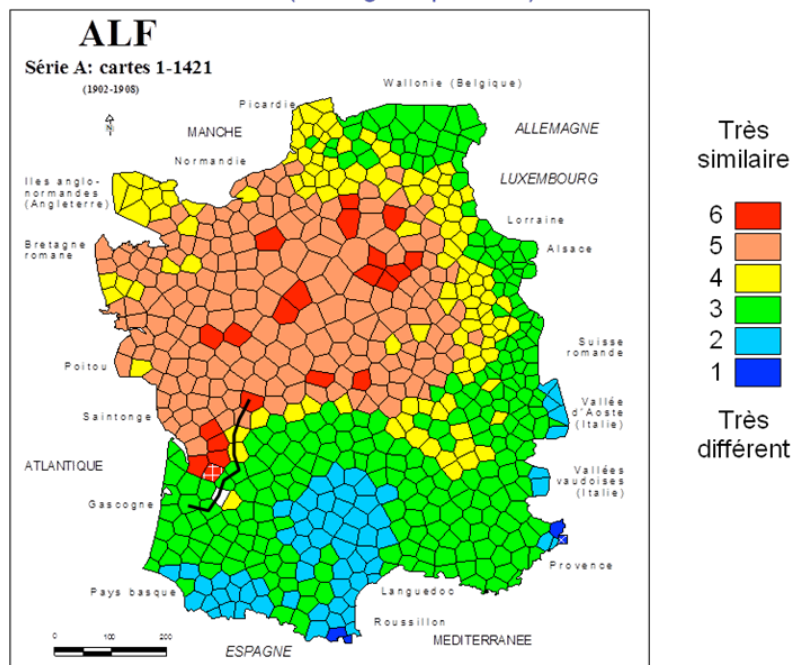 ALF
Série A: cartes 1-1421
(1902-1908)
N
Wallonie (Belgique)
Picardie
MANCHE
ALLEMAGNE
Normandie
Iles anglo-
normandes
(Angleterre)
LUXEMBOURG
Lorraine
Bretagne
romane
Alsace
Poitou
Suisse
romande
Saintonge
Vallée
d'Aoste
(Italie)
ATLANTIQUE
Vallées
vaudoises
(Italie)
Gascogne
Provence
Pays basque
Languedoc
Roussillon
0 100 200
ESPAGNE
MEDITERRANEE
Très
similaire
6
5
4
3
2
1
Très
différent